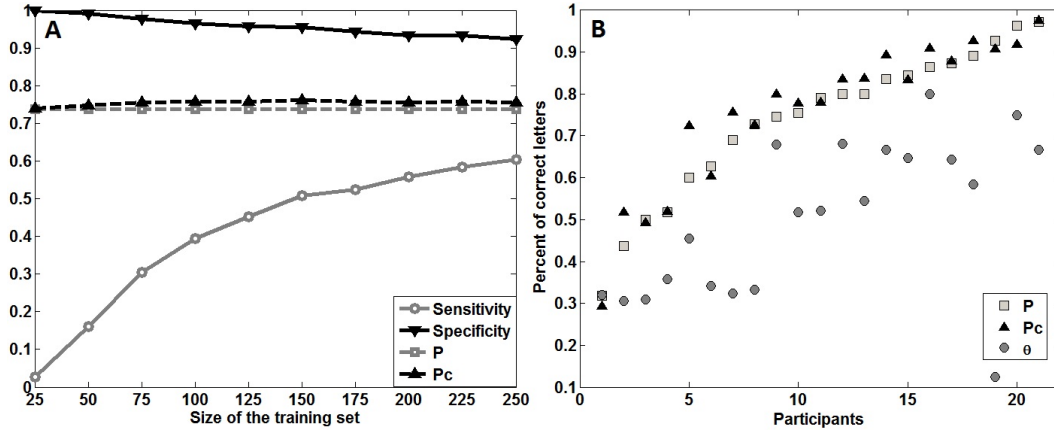 A
1
0.9
0.8
0.7
0.6
0.5
0.4
0.3
0.2
0.1
0
25 50 75 100 125 150 175 200 225 250
Size of the training set
Sensitivity
Specificity
P
Pc
B
Percent of correct letters
1
0.9
0.8
0.7
0.6
0.5
0.4
0.3
0.2
0.1
0 5 10 15 20
Participants
P
Pc
θ